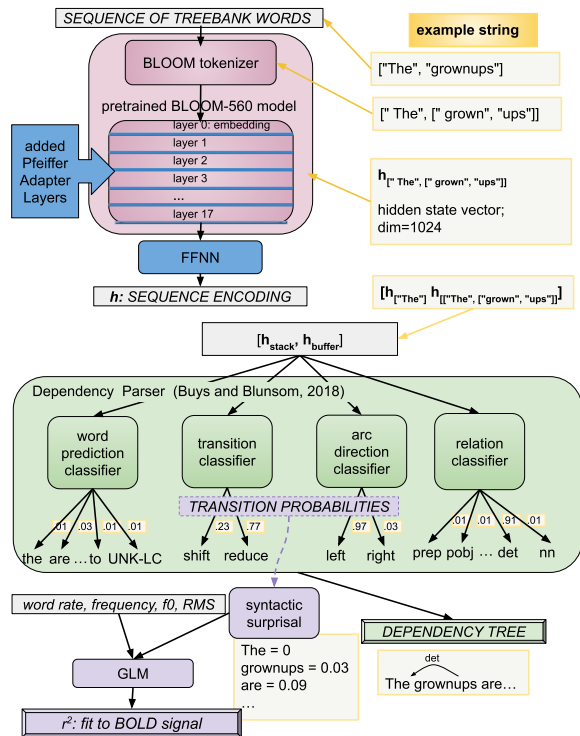 SEQUENCE OF TREEBANK WORDS
example string
BLOOM tokenizer
["The", "grownups"]
pretrained BLOOM-560 model
[" The", [" grown", "ups"]]
layer 0: embedding
layer 1
layer 2
layer 3
...
layer 17
added
Pfeiffer
Adapter
Layers
h[" The", [" grown", "ups"]]
hidden state vector;
dim=1024
FFNN
h: SEQUENCE ENCODING
[h["The"] h[["The", ["grown", "ups"]]]
[hstack, hbuffer]
Dependency Parser (Buys and Blunsom, 2018)
word
prediction
classifier
transition
classifier
arc
direction
classifier
relation
classifier
TRANSITION PROBABILITIES
.01 .03 .01 .01
.23 .77
.97 .03
.01 .01 .91 .01
the are ... to UNK-LC
shift reduce
left right
prep pobj ... det nn
word rate, frequency, f0, RMS
syntactic
surprisal
DEPENDENCY TREE
The = 0
grownups = 0.03
are = 0.09
...
det
The grownups are...
GLM
r2: fit to BOLD signal